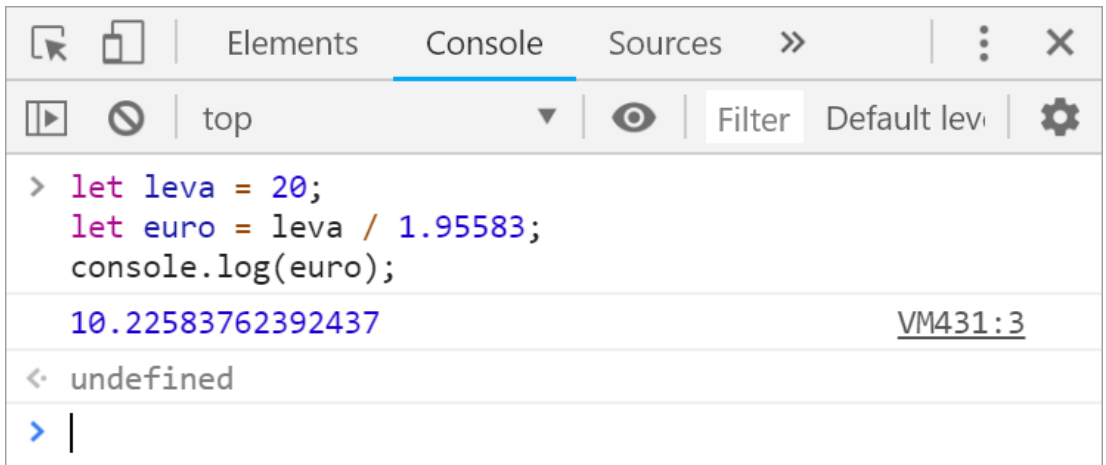 Elements Console Sources »
top Filter Default lev
> let leva = 20;
let euro = leva / 1.95583;
console.log(euro);
10.22583762392437 VM431:3
undefined
>